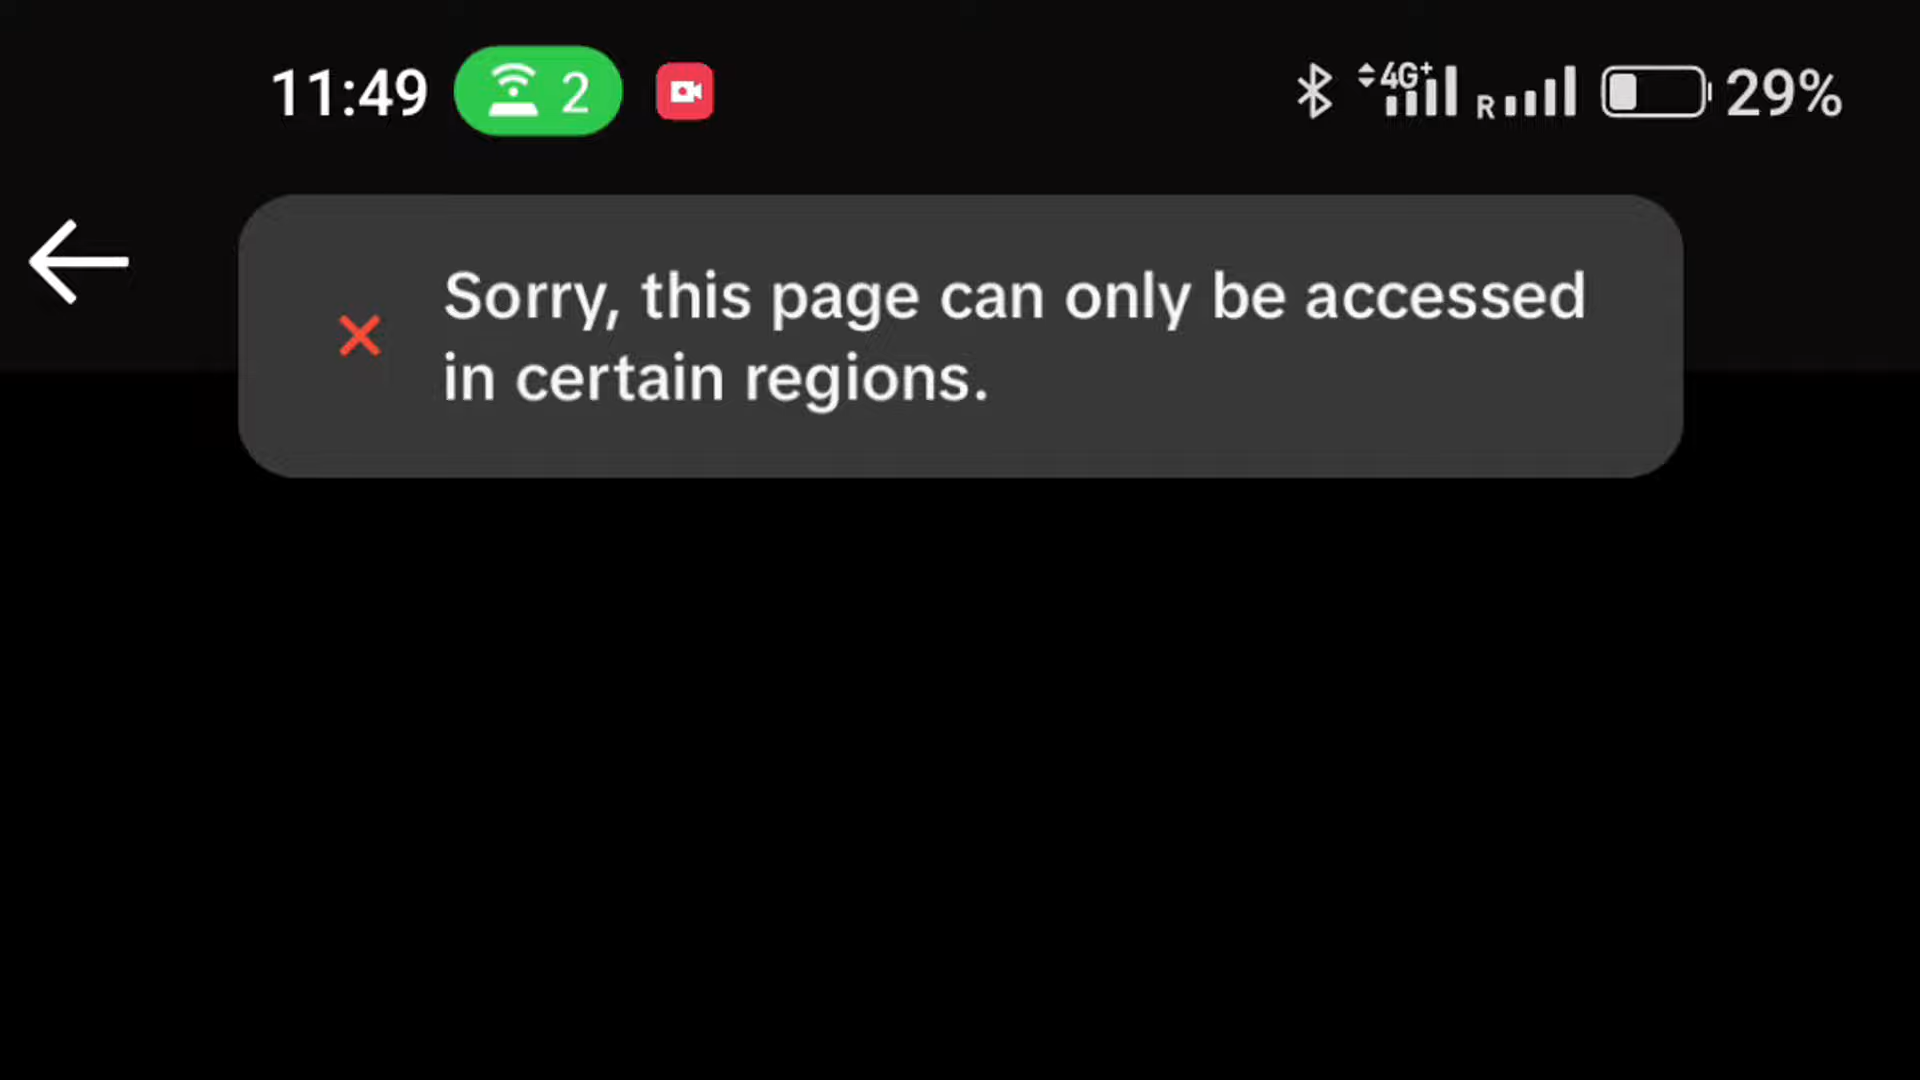 11:49 2 4G+ R 29%
Sorry, this page can only be accessed
in certain regions.